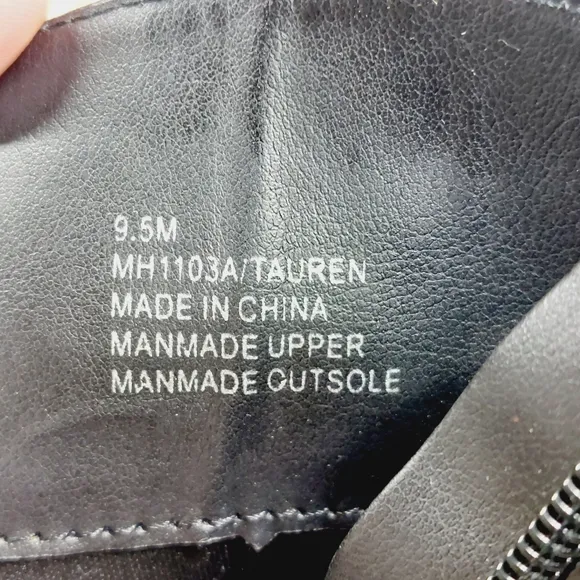 9.5M
MH1103A/TAUREN
MADE IN CHINA
MANMADE UPPER
MANMADE OUTSOLE